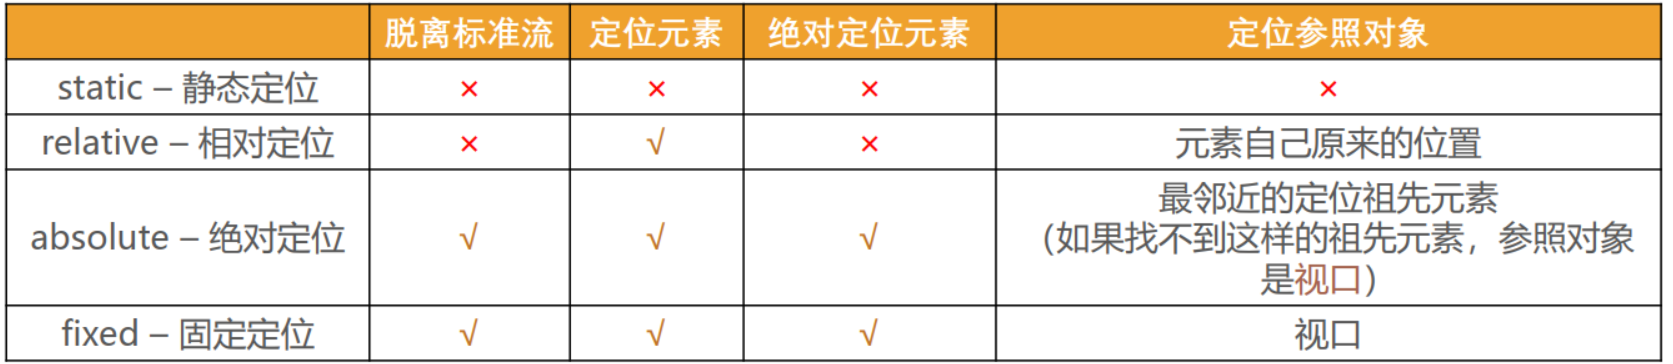 脱离标准流 定位元素 绝对定位元素 定位参照对象
static – 静态定位 × × × ×
relative – 相对定位 × √ × 元素自己原来的位置
absolute – 绝对定位 √ √ √ 最邻近的定位祖先元素
（如果找不到这样的祖先元素，参照对象
是视口）
fixed – 固定定位 √ √ √ 视口